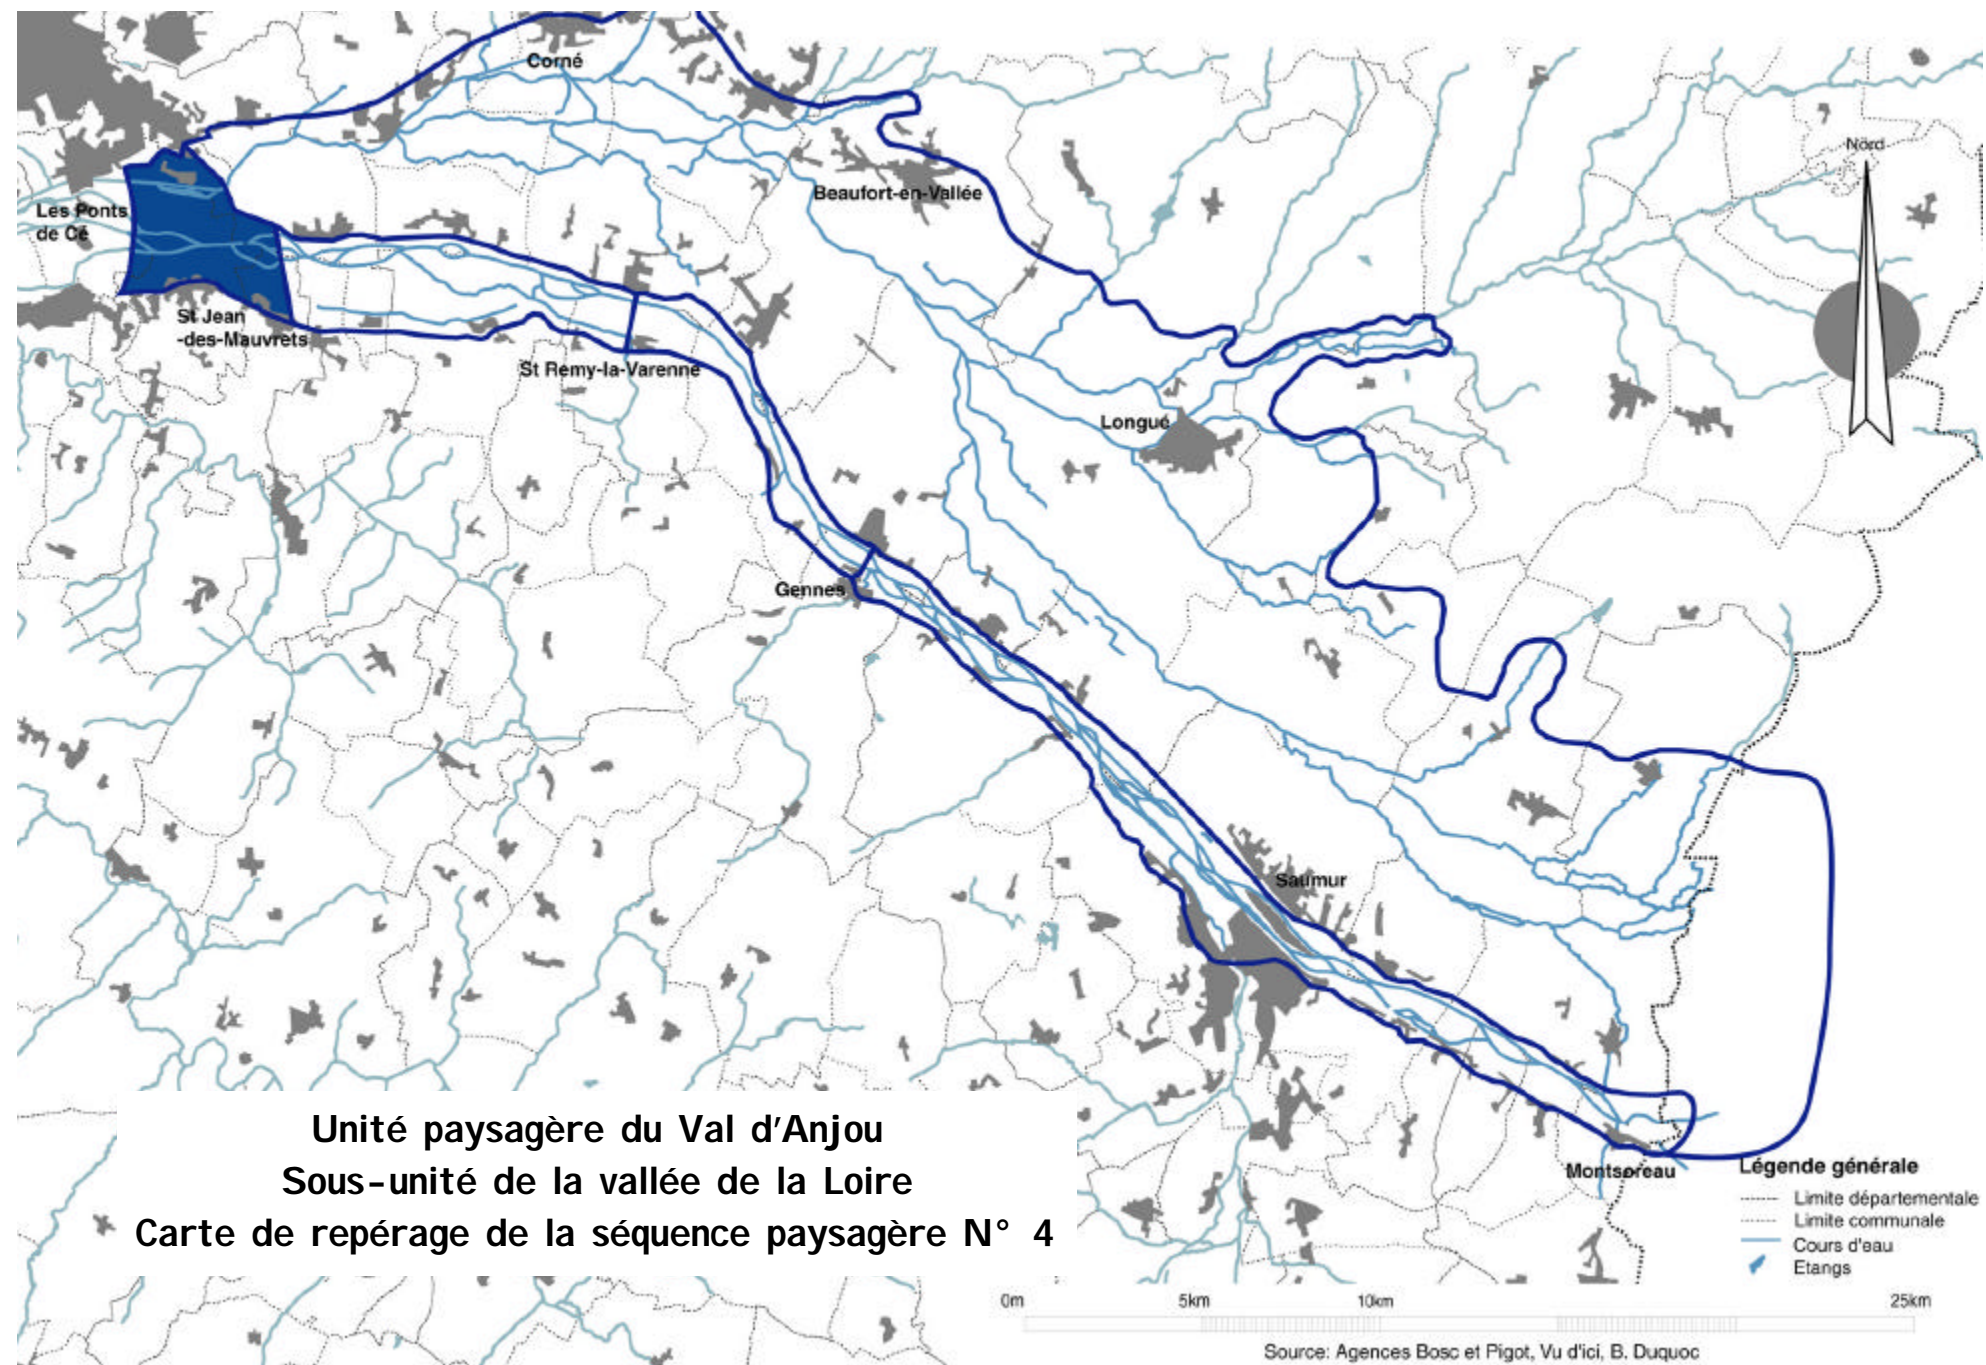 Corné
Nord
Beaufort-en-Vallée
Les Ponts
de Cé
St Jean
-des-Mauvrets
St Remy-la-Varenne
Longué
Gennes
Saumur
Montsoreau
Unité paysagère du Val d'Anjou
Sous-unité de la vallée de la Loire
Carte de repérage de la séquence paysagère N° 4
Légende générale
Limite départementale
Limite communale
Cours d'eau
Etangs
0m 5km 10km 25km
Source: Agences Bosc et Pigot, Vu d'ici, B. Duquoc